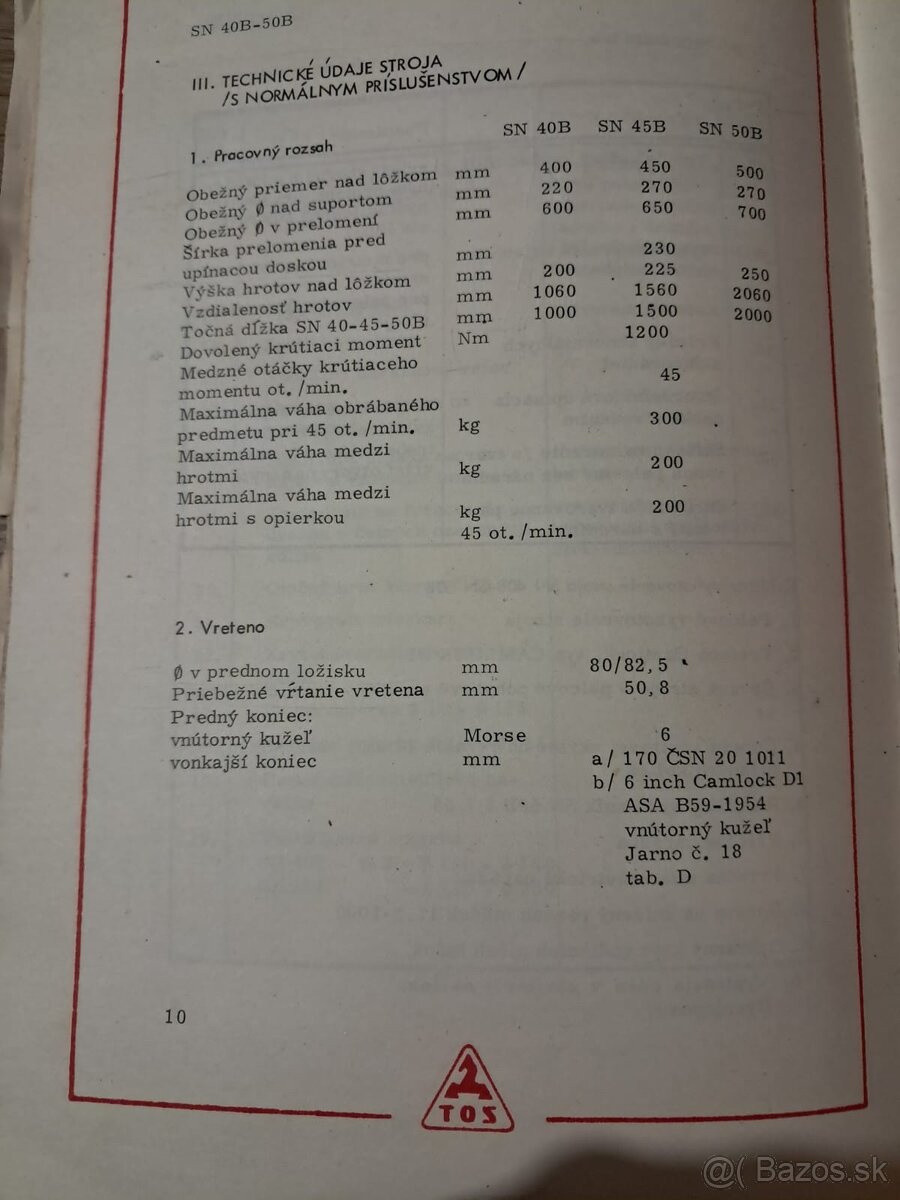 SN 40B-50B
III. TECHNICKÉ ÚDAJE STROJA
/S NORMÁLNYM PRÍSLUŠENSTVOM/
SN 40B SN 45B SN 50B
1. Pracovný rozsah
Obežný priemer nad lôžkom mm 400 450 500
Obežný Ø nad suportom mm 220 270 270
Obežný Ø v prelomení mm 600 650 700
Šírka prelomenia pred
upínacou doskou mm 230
Výška hrotov nad lôžkom mm 200 225 250
Vzdialenosť hrotov mm 1060 1560 2060
Točná dĺžka SN 40-45-50B mm 1000 1500 2000
Dovolený krútiaci moment Nm 1200
Medzné otáčky krútiaceho
momentu ot./min. 45
Maximálna váha obrábaného
predmetu pri 45 ot./min. kg 300
Maximálna váha medzi
hrotmi kg 200
Maximálna váha medzi
hrotmi s opierkou kg 200
45 ot./min.
2. Vreteno
Ø v prednom ložisku mm 80/82,5
Priebežné vŕtanie vretena mm 50,8
Predný koniec:
vnútorný kužeľ Morse 6
vonkajší koniec mm a/ 170 ČSN 20 1011
b/ 6 inch Camlock D1
ASA B59-1954
vnútorný kužeľ
Jarno č. 18
tab. D
10
TOS
@( Bazos.sk